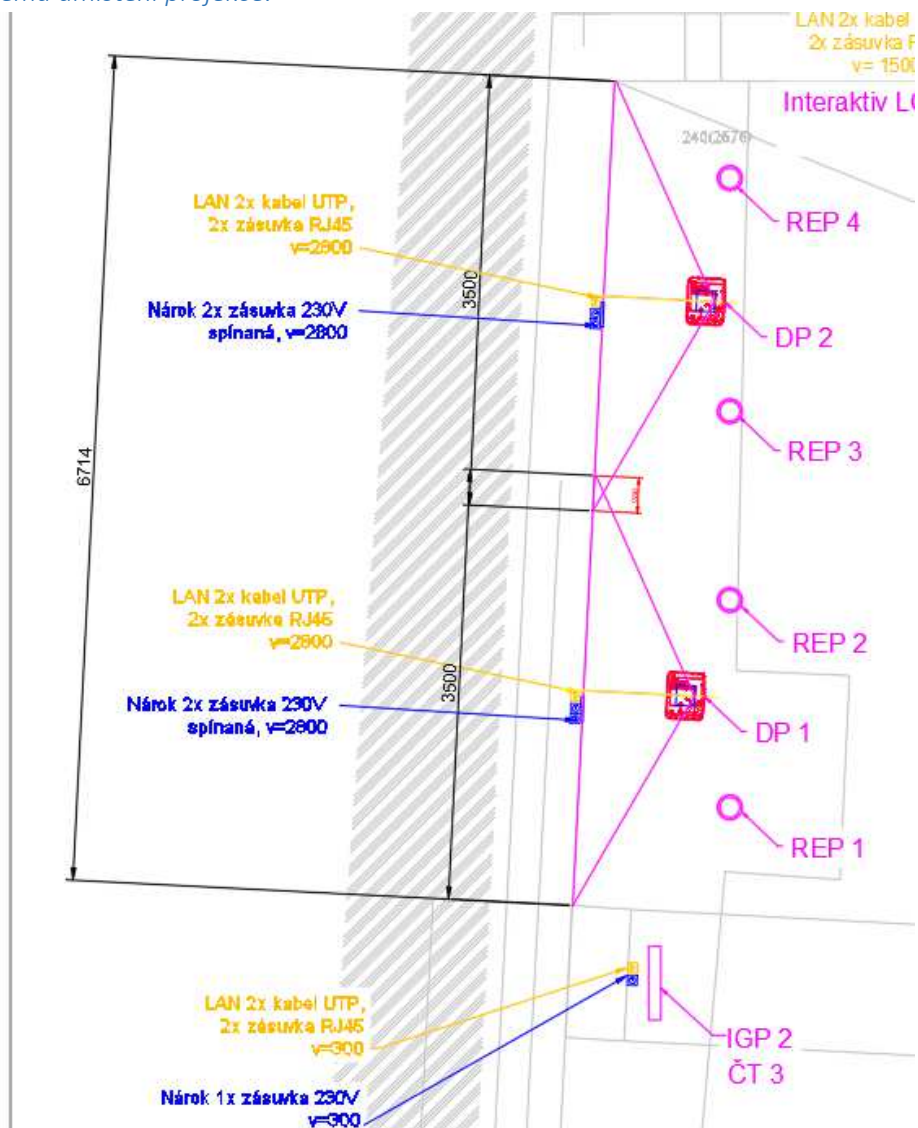 LAN 2x kabel
2x zásuvka
v= 1500
Interaktiv
240(2676)
REP 4
LAN 2x kabel UTP,
2x zásuvka RJ45
v=2800
3500
Nárok 2x zásuvka 230V
spínaná, v=2800
DP 2
REP 3
6714
LAN 2x kabel UTP,
2x zásuvka RJ45
v=2800
REP 2
3500
Nárok 2x zásuvka 230V
spínaná, v=2800
DP 1
REP 1
LAN 2x kabel UTP,
2x zásuvka RJ45
v=300
IGP 2
ČT 3
Nárok 1x zásuvka 230V
v=300